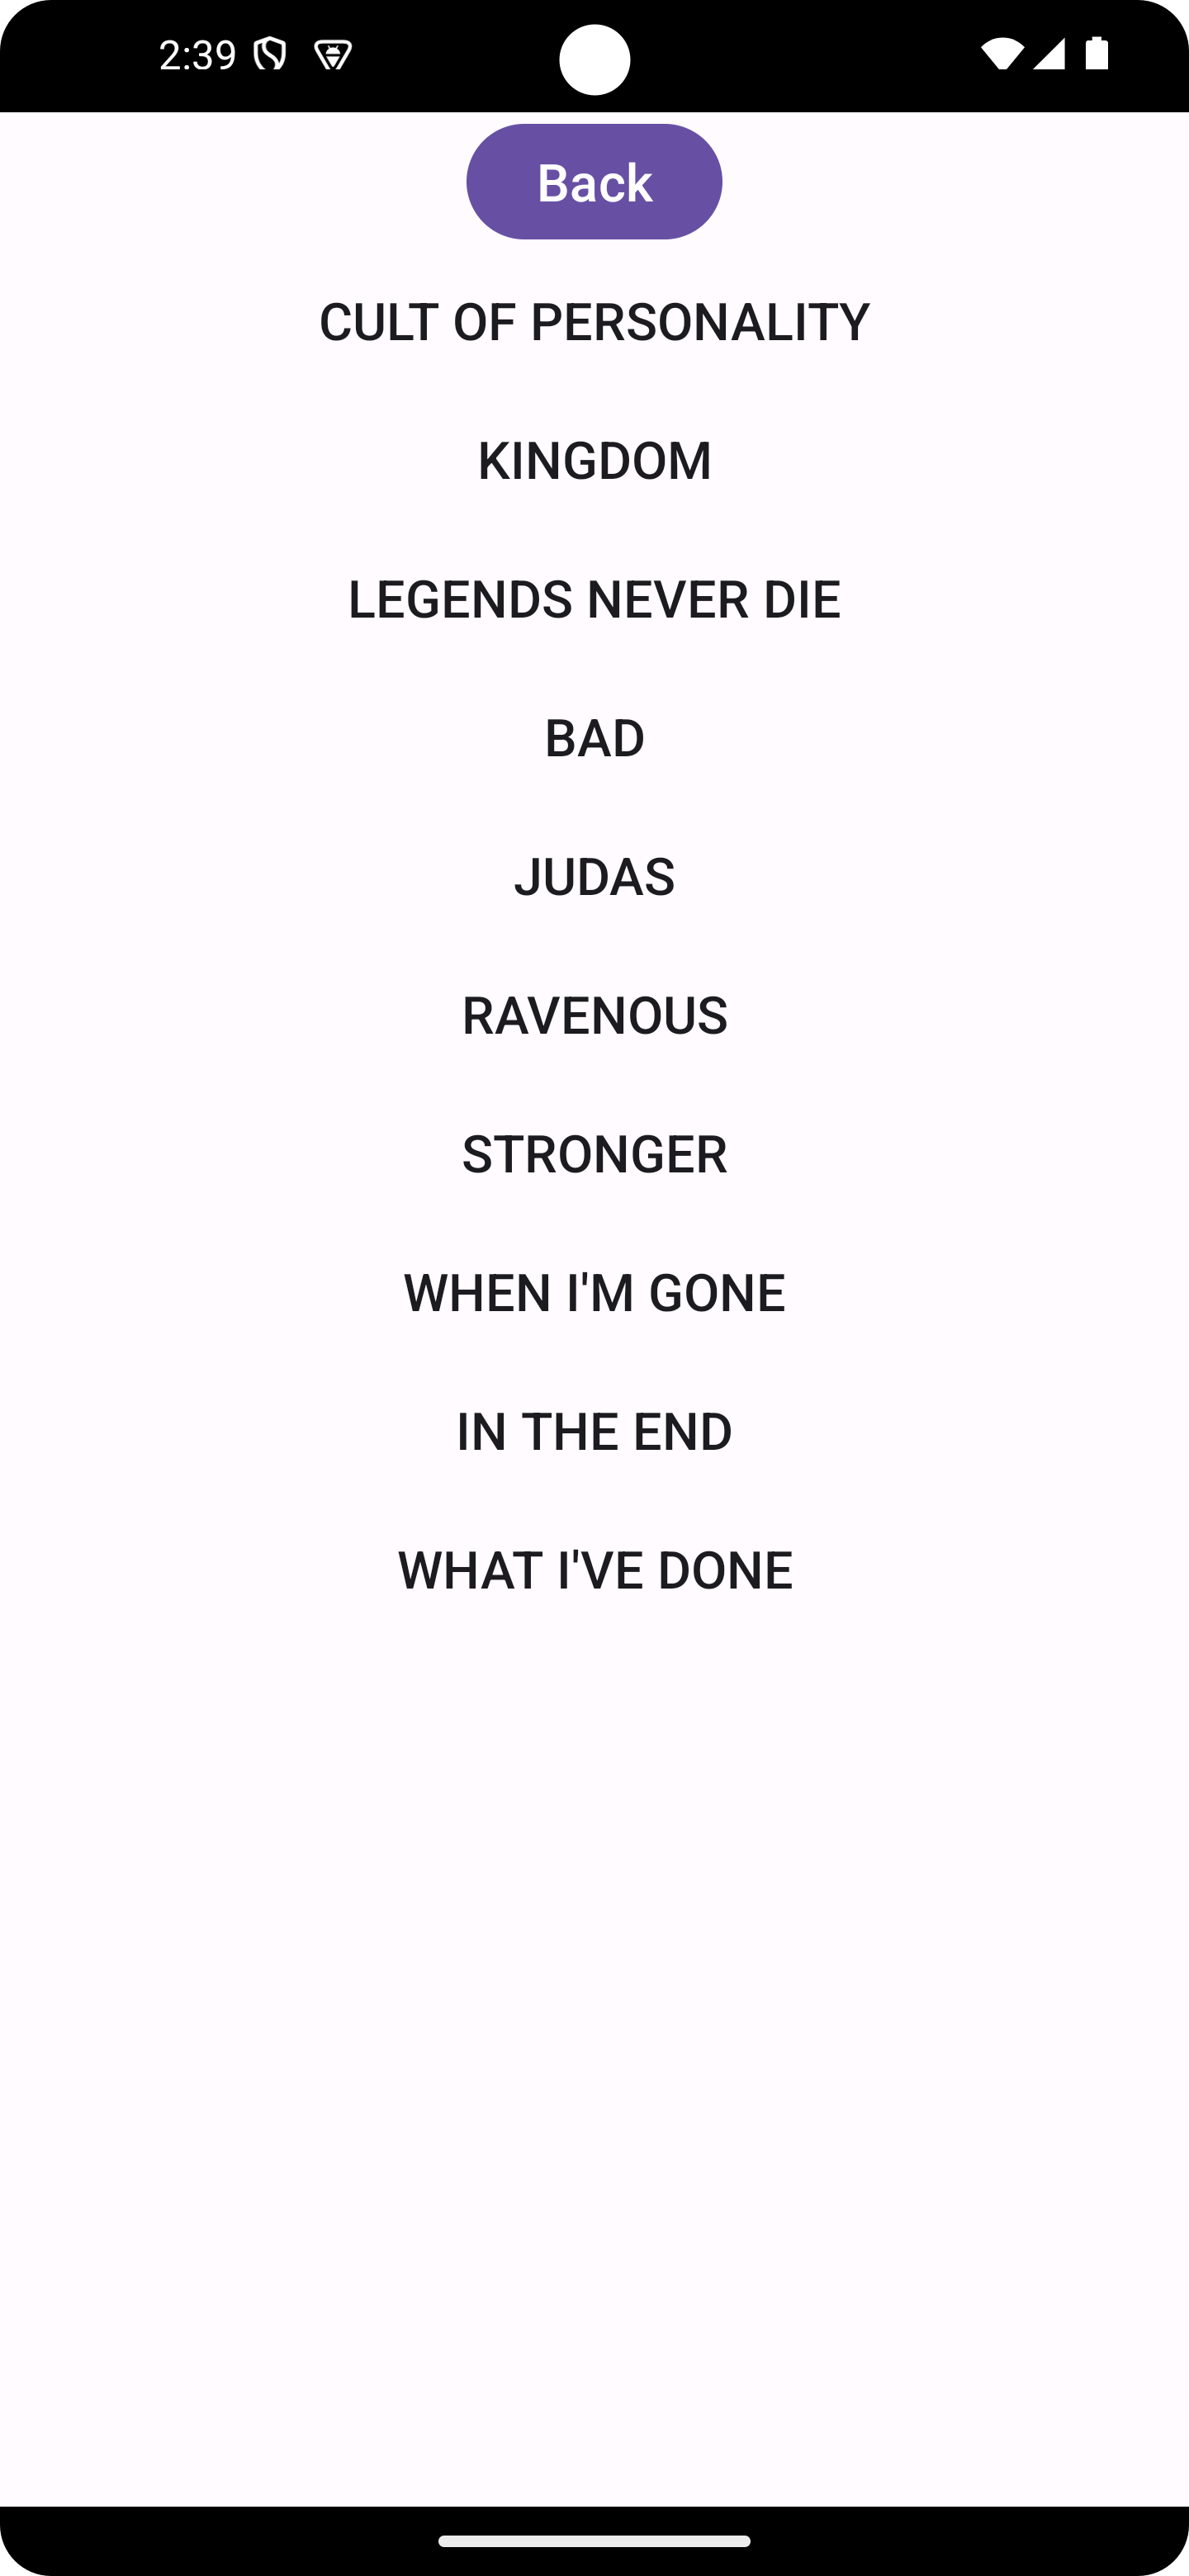 2:39
Back
CULT OF PERSONALITY
KINGDOM
LEGENDS NEVER DIE
BAD
JUDAS
RAVENOUS
STRONGER
WHEN I'M GONE
IN THE END
WHAT I'VE DONE